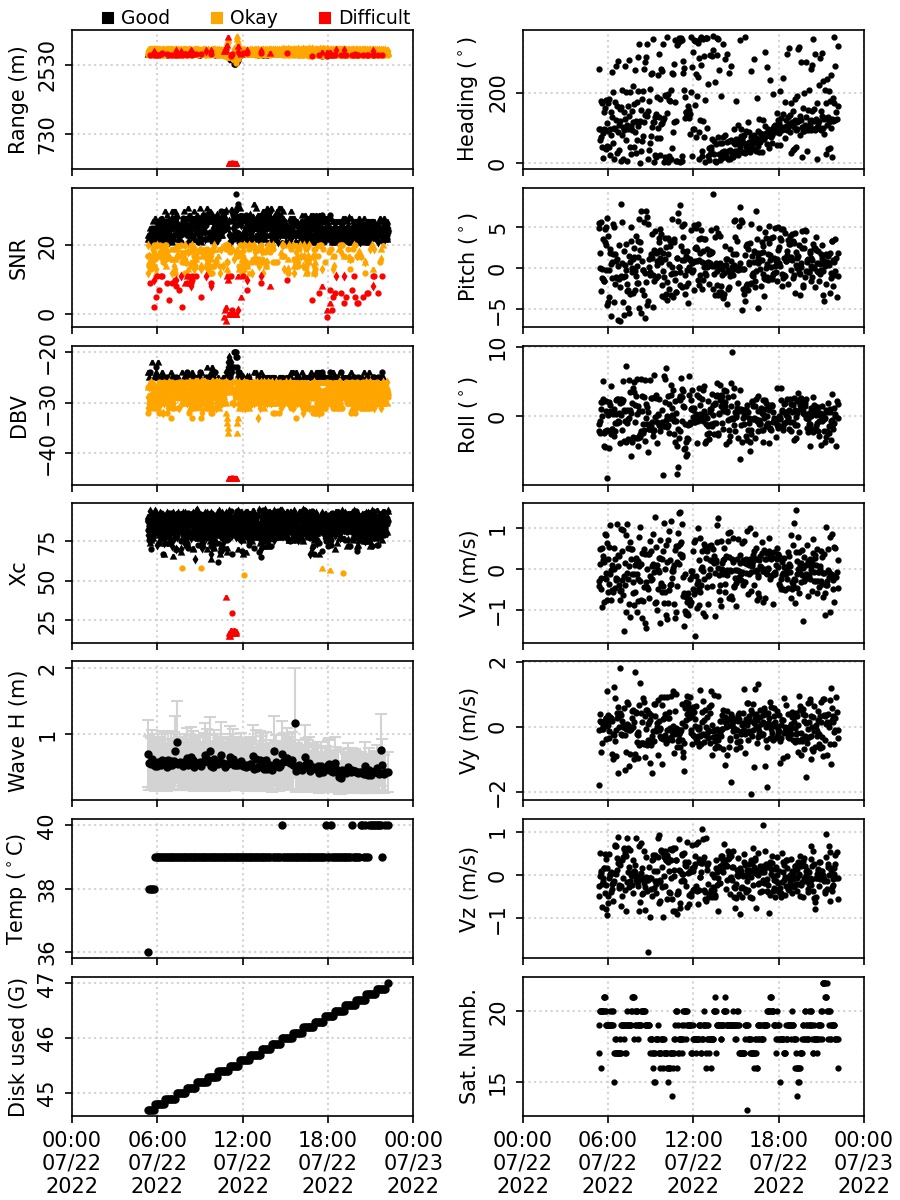 Good Okay Difficult
Range (m)
2530
730
Heading (°)
200
0
SNR
20
0
Pitch (°)
5
0
−5
DBV
−20
−30
−40
Roll (°)
10
0
Xc
75
50
25
Vx (m/s)
1
0
−1
Wave H (m)
2
1
Vy (m/s)
2
0
−2
Temp (°C)
40
38
36
Vz (m/s)
1
0
−1
Disk used (G)
47
46
45
Sat. Numb.
20
15
00:00 06:00 12:00 18:00 00:00 00:00 06:00 12:00 18:00 00:00
07/22 07/22 07/22 07/22 07/23 07/22 07/22 07/22 07/22 07/23
2022 2022 2022 2022 2022 2022 2022 2022 2022 2022